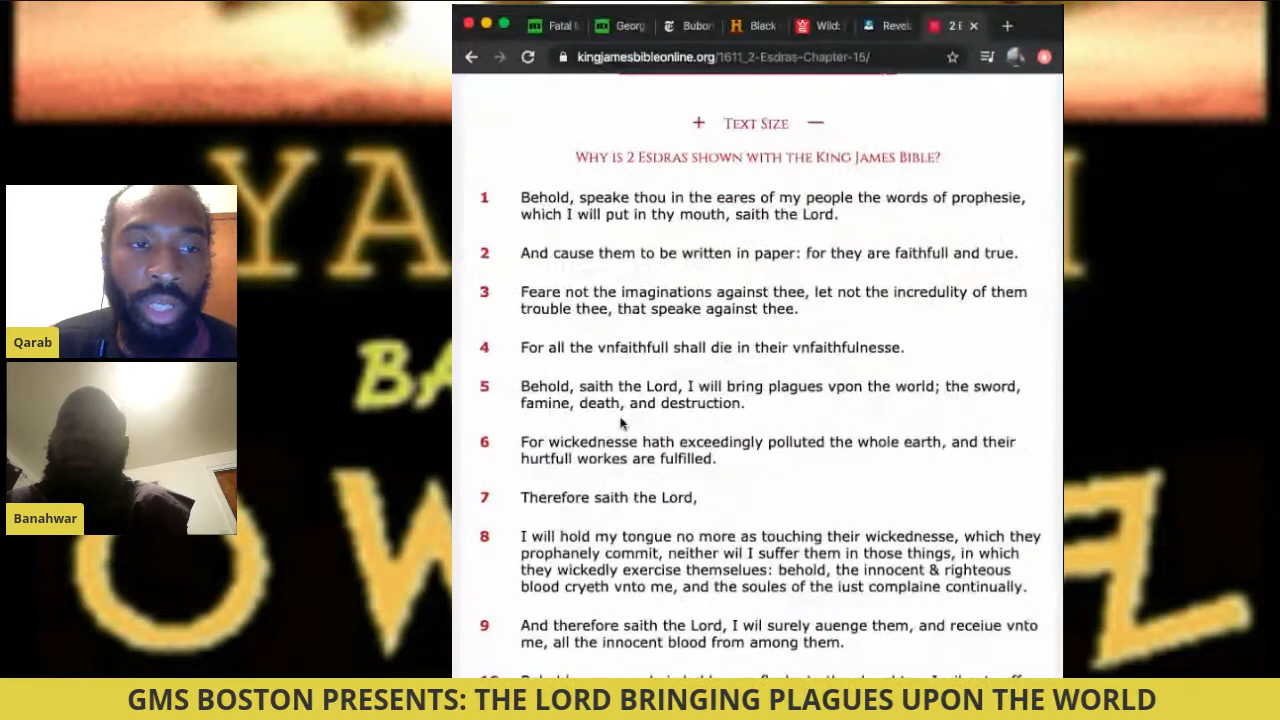 Fatal
Georg
Bubon
Black
Wild:
Revela
2 E
kingjamesbibleonline.org/1611_2-Esdras-Chapter-15/
+ TEXT SIZE —
WHY IS 2 ESDRAS SHOWN WITH THE KING JAMES BIBLE?
1 Behold, speake thou in the eares of my people the words of prophesie,
which I will put in thy mouth, saith the Lord.
2 And cause them to be written in paper: for they are faithfull and true.
3 Feare not the imaginations against thee, let not the incredulity of them
trouble thee, that speake against thee.
4 For all the vnfaithfull shall die in their vnfaithfulnesse.
5 Behold, saith the Lord, I will bring plagues vpon the world; the sword,
famine, death, and destruction.
6 For wickednesse hath exceedingly polluted the whole earth, and their
hurtfull workes are fulfilled.
7 Therefore saith the Lord,
8 I will hold my tongue no more as touching their wickednesse, which they
prophanely commit, neither wil I suffer them in those things, in which
they wickedly exercise themselues: behold, the innocent & righteous
blood cryeth vnto me, and the soules of the iust complaine continually.
9 And therefore saith the Lord, I wil surely auenge them, and receiue vnto
me, all the innocent blood from among them.
YA
BA
Qarab
Banahwar
GMS BOSTON PRESENTS: THE LORD BRINGING PLAGUES UPON THE WORLD